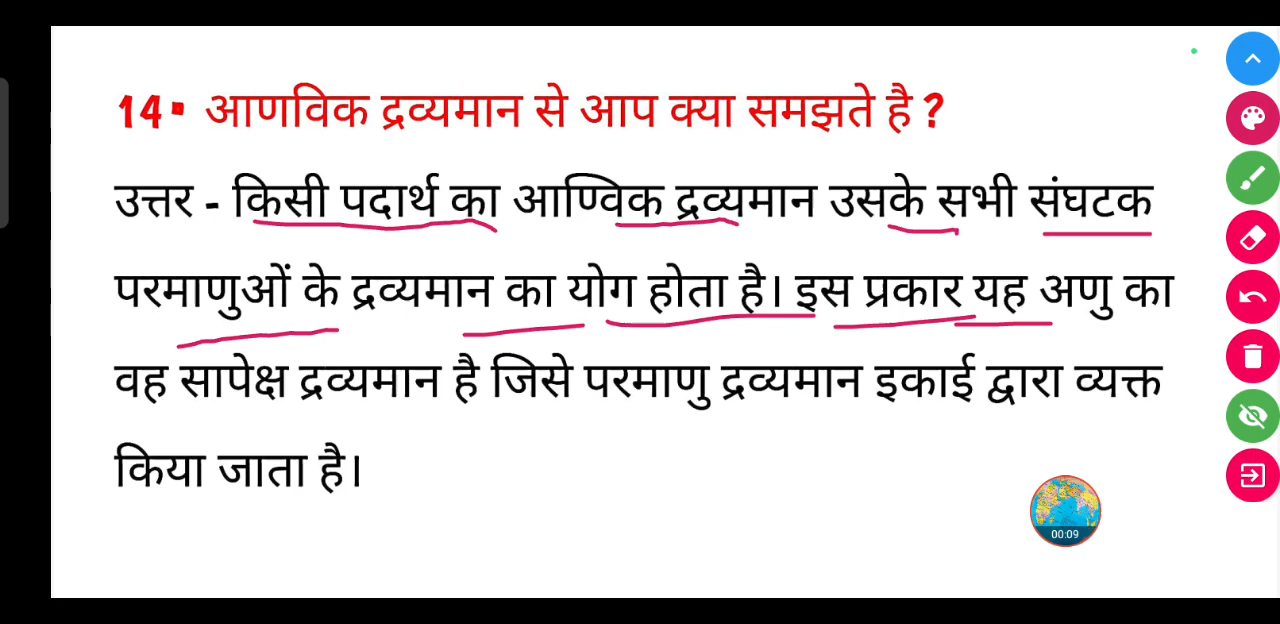 14. आणविक द्रव्यमान से आप क्या समझते है ?
उत्तर - किसी पदार्थ का आण्विक द्रव्यमान उसके सभी संघटक
परमाणुओं के द्रव्यमान का योग होता है। इस प्रकार यह अणु का
वह सापेक्ष द्रव्यमान है जिसे परमाणु द्रव्यमान इकाई द्वारा व्यक्त
किया जाता है।
00:09